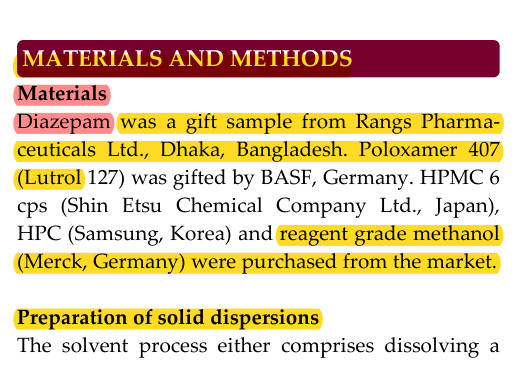 MATERIALS AND METHODS
Materials
Diazepam was a gift sample from Rangs Pharma-
ceuticals Ltd., Dhaka, Bangladesh. Poloxamer 407
(Lutrol 127) was gifted by BASF, Germany. HPMC 6
cps (Shin Etsu Chemical Company Ltd., Japan),
HPC (Samsung, Korea) and reagent grade methanol
(Merck, Germany) were purchased from the market.
Preparation of solid dispersions
The solvent process either comprises dissolving a